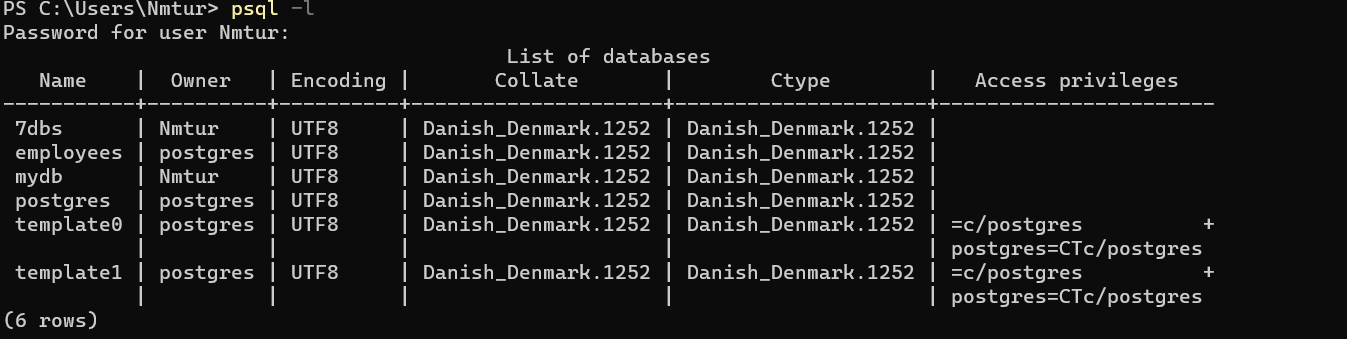 PS C:\Users\Nmtur> psql -l
Password for user Nmtur:
                                          List of databases
   Name    |  Owner   | Encoding |       Collate       |        Ctype        |   Access privileges
-----------+----------+----------+---------------------+---------------------+-----------------------
 7dbs      | Nmtur    | UTF8     | Danish_Denmark.1252 | Danish_Denmark.1252 |
 employees | postgres | UTF8     | Danish_Denmark.1252 | Danish_Denmark.1252 |
 mydb      | Nmtur    | UTF8     | Danish_Denmark.1252 | Danish_Denmark.1252 |
 postgres  | postgres | UTF8     | Danish_Denmark.1252 | Danish_Denmark.1252 |
 template0 | postgres | UTF8     | Danish_Denmark.1252 | Danish_Denmark.1252 | =c/postgres          +
           |          |          |                     |                     | postgres=CTc/postgres
 template1 | postgres | UTF8     | Danish_Denmark.1252 | Danish_Denmark.1252 | =c/postgres          +
           |          |          |                     |                     | postgres=CTc/postgres
(6 rows)